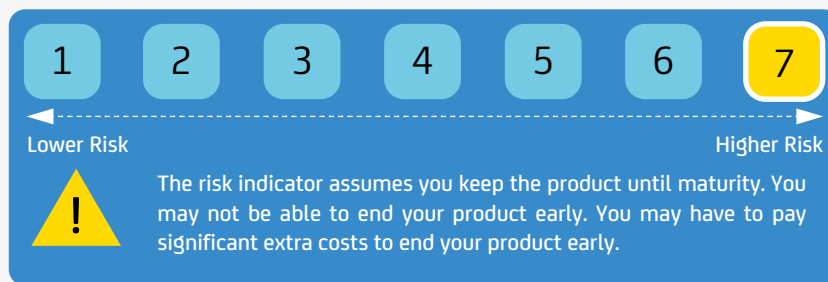 1 2 3 4 5 6 7
Lower Risk Higher Risk
!
The risk indicator assumes you keep the product until maturity. You
may not be able to end your product early. You may have to pay
significant extra costs to end your product early.